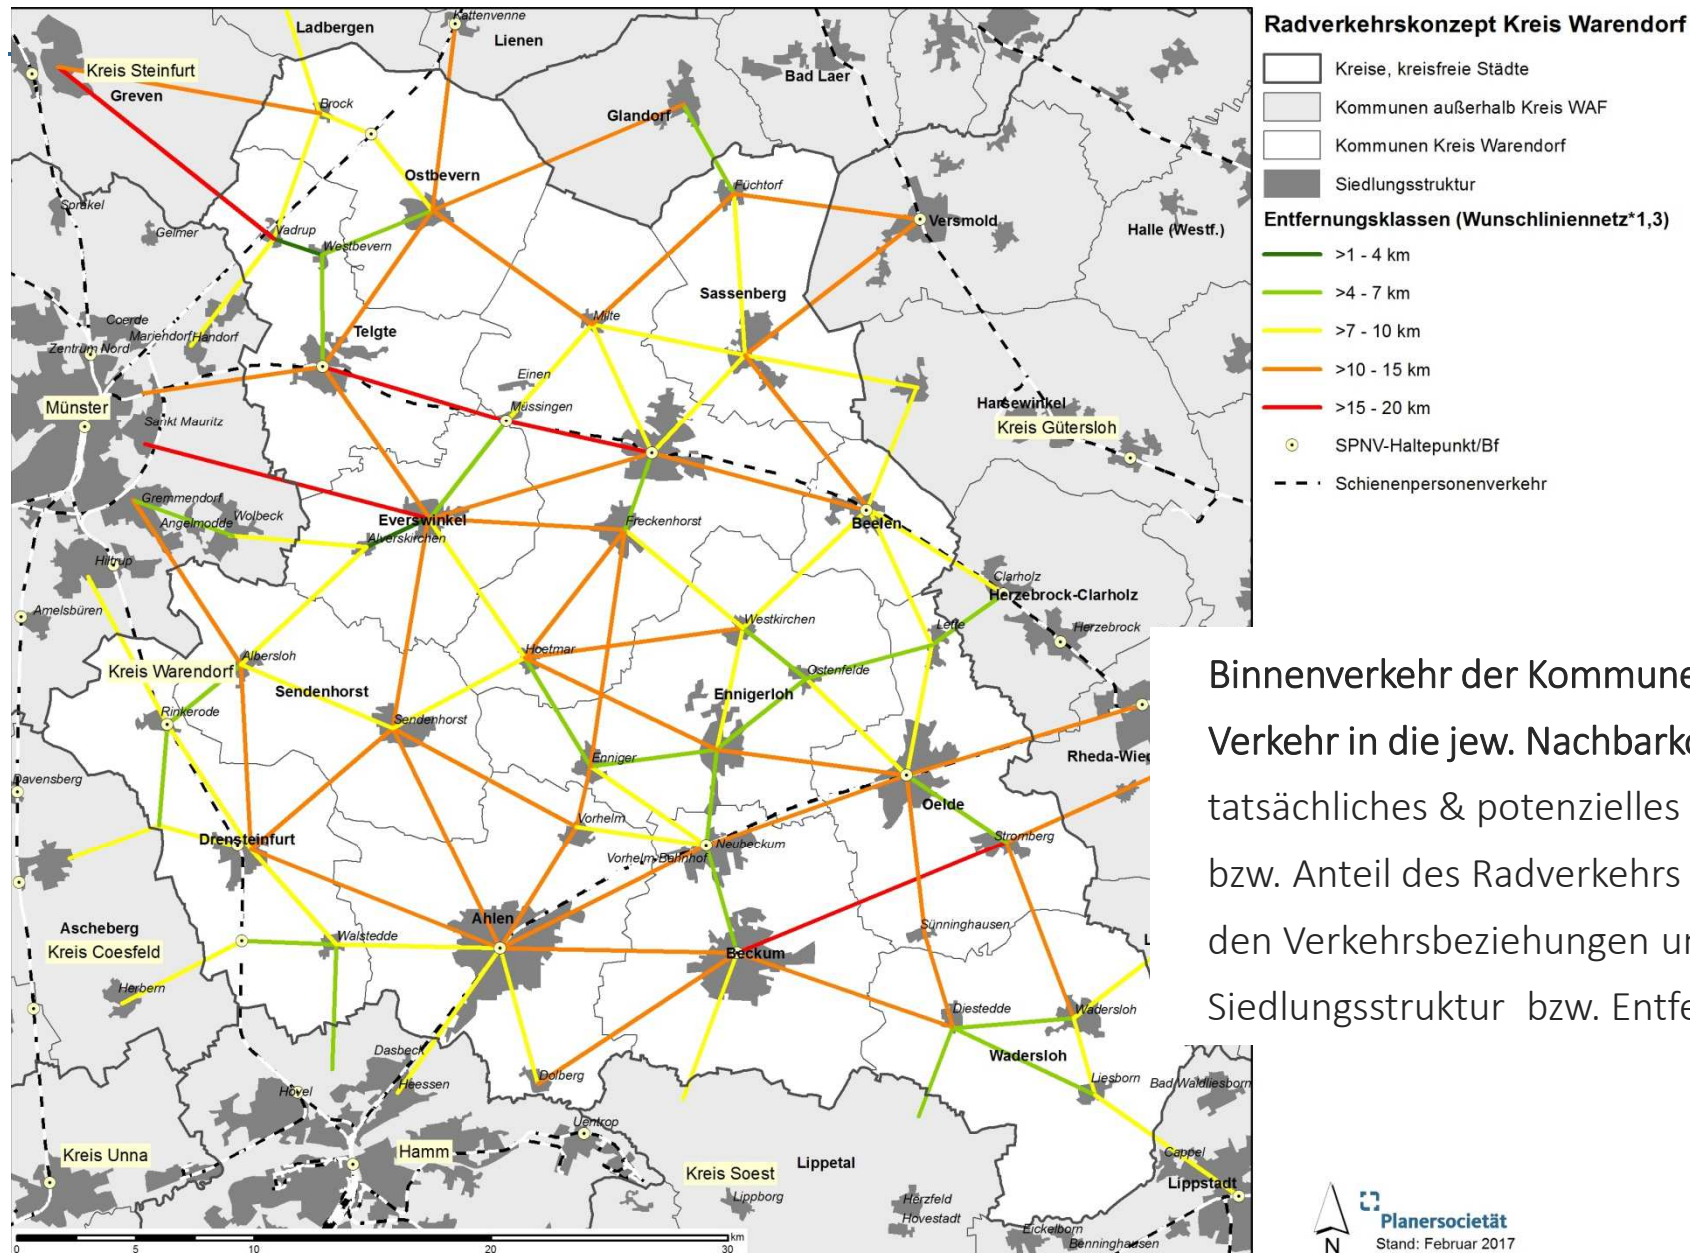 Radverkehrskonzept Kreis Warendorf
Kreise, kreisfreie Städte
Kommunen außerhalb Kreis WAF
Kommunen Kreis Warendorf
Siedlungsstruktur
Entfernungsklassen (Wunschliniennetz*1,3)
>1 - 4 km
>4 - 7 km
>7 - 10 km
>10 - 15 km
>15 - 20 km
SPNV-Haltepunkt/Bf
Schienenpersonenverkehr
Kattenvenne
Ladbergen
Lienen
Kreis Steinfurt
Greven
Bad Laer
Brock
Glandorf
Ostbevern
Füchtorf
Sprakel
Gelmer
Vadrup
Westbevern
Versmold
Halle (Westf.)
Sassenberg
Coerde
Mariendorf
Handorf
Zentrum Nord
Telgte
Milte
Einen
Müssingen
Münster
Sankt Mauritz
Harsewinkel
Kreis Gütersloh
Gremmendorf
Angelmodde
Wolbeck
Everswinkel
Alverskirchen
Freckenhorst
Beelen
Hiltrup
Clarholz
Herzebrock-Clarholz
Amelsbüren
Westkirchen
Lette
Herzebrock
Albersloh
Hoetmar
Kreis Warendorf
Sendenhorst
Ostenfelde
Ennigerloh
Rinkerode
Sendenhorst
Enniger
Rheda-Wied
Davensberg
Oelde
Drensteinfurt
Vorhelm
Vorhelm-Bahnhof
Neubeckum
Stromberg
Ahlen
Sünninghausen
Ascheberg
Kreis Coesfeld
Walstedde
Beckum
L
Herbern
Diestedde
Wadersloh
Wadersloh
Dasbeck
Heessen
Dolberg
Liesborn
Bad Waldliesborn
Hövel
Uentrop
Kreis Unna
Hamm
Kreis Soest
Lippetal
Cappel
Lippstadt
Lippborg
Herzfeld
Hovestadt
Eickelborn
Benninghausen
0 5 10 20 30 km
Binnenverkehr der Kommune
Verkehr in die jew. Nachbarko
tatsächliches & potenzielles
bzw. Anteil des Radverkehrs
den Verkehrsbeziehungen un
Siedlungsstruktur bzw. Entfe
N
Planersocietät
Stand: Februar 2017